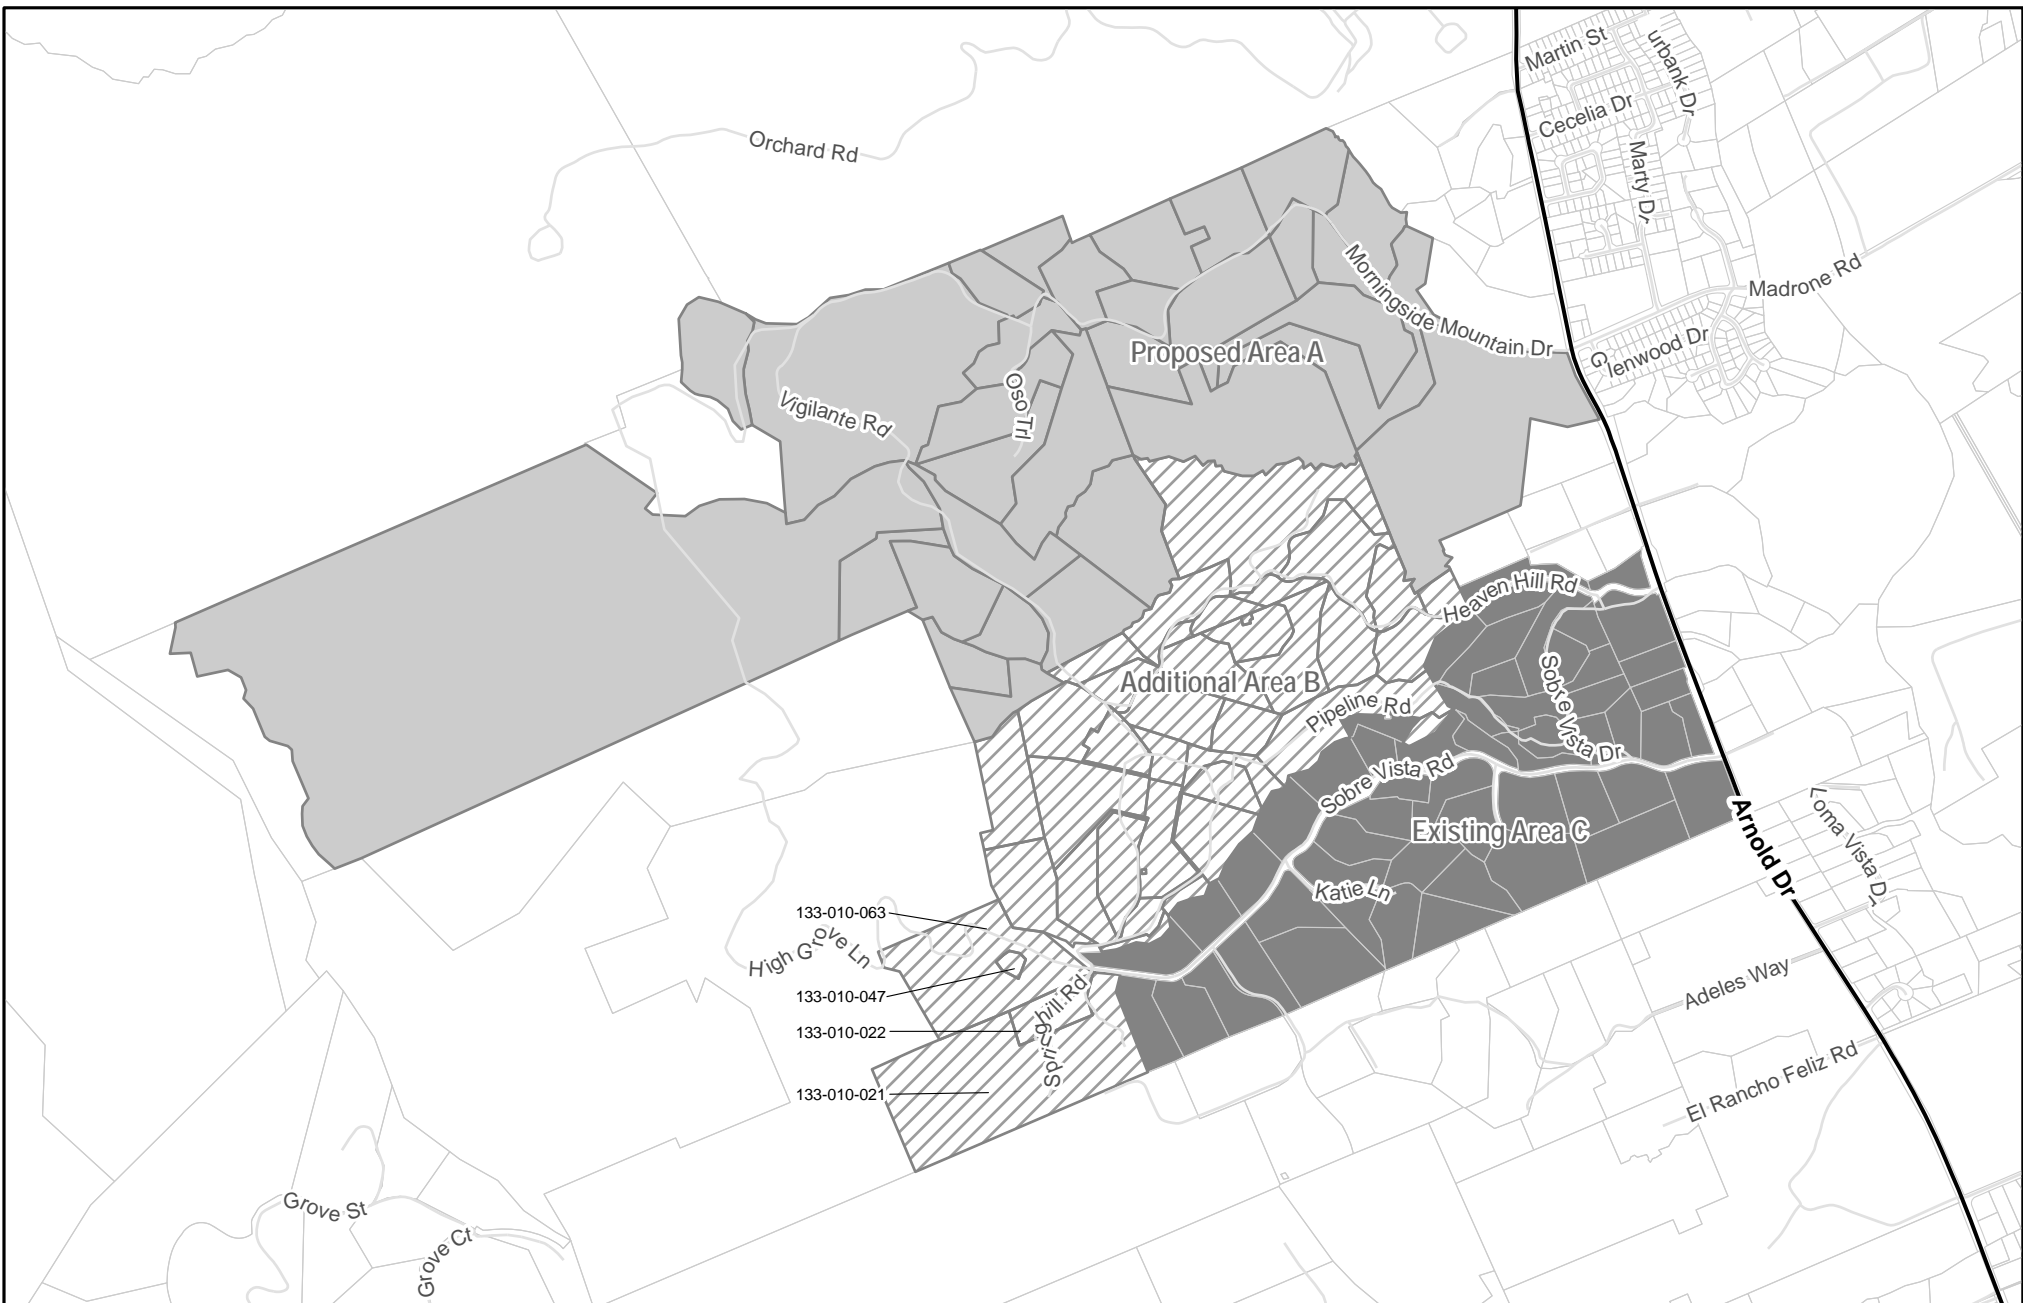 Martin St
urbank Dr
Cecelia Dr
Orchard Rd
Marty Dr
Madrone Rd
Morningside Mountain Dr
Glenwood Dr
Proposed Area A
Oso Trl
Vigilante Rd
Heaven Hill Rd
Sobre Vista Dr
Additional Area B
Pipeline Rd
Sobre Vista Rd
Existing Area C
Arnold Dr
Loma Vista Dr
Katie Ln
133-010-063
High Grove Ln
133-010-047
Spring hill Rd
133-010-022
133-010-021
Adeles Way
El Rancho Feliz Rd
Grove St
Grove Ct